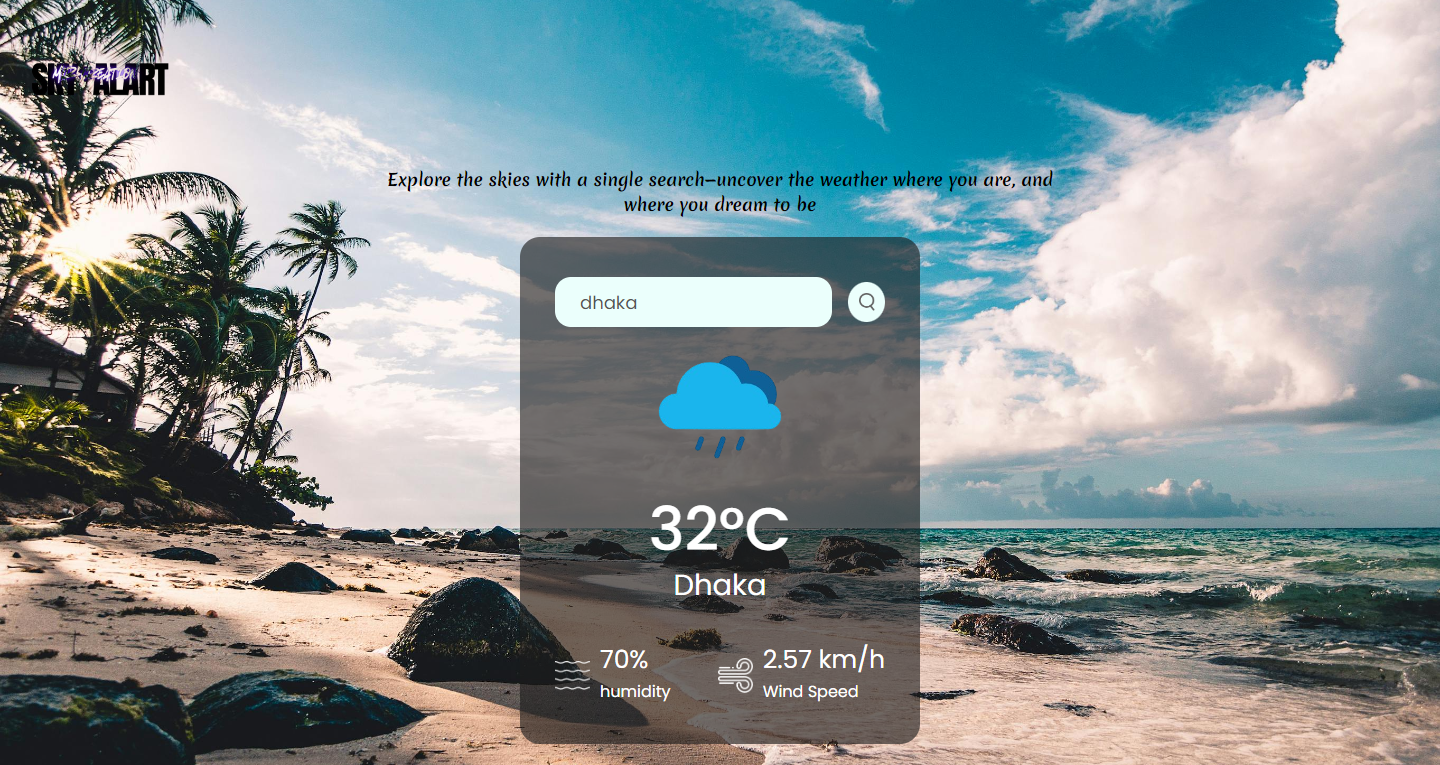 SKY ALART
Explore the skies with a single search—uncover the weather where you are, and
where you dream to be
dhaka
32°C
Dhaka
70%
2.57 km/h
humidity
Wind Speed